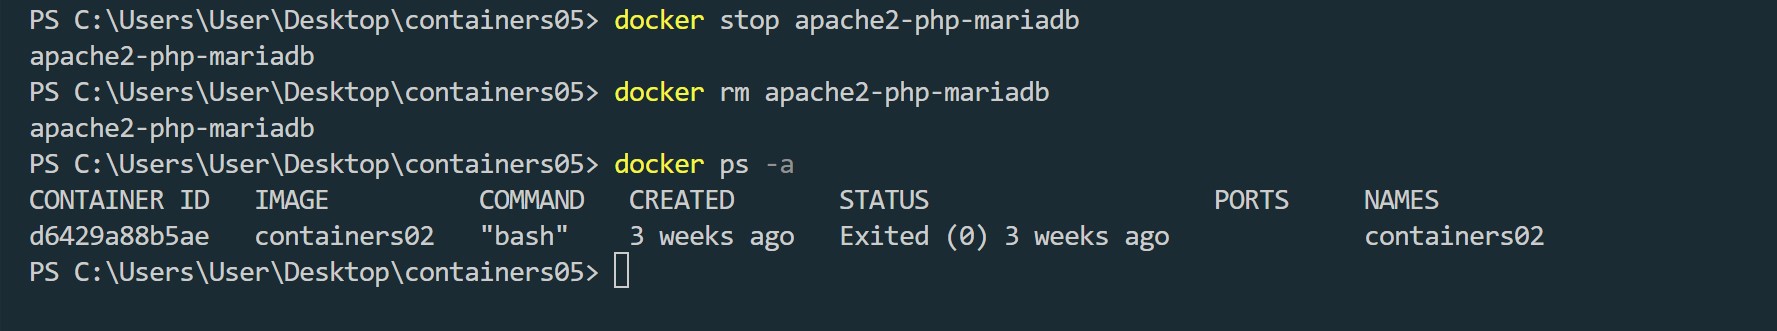 PS C:\Users\User\Desktop\containers05> docker stop apache2-php-mariadb
apache2-php-mariadb
PS C:\Users\User\Desktop\containers05> docker rm apache2-php-mariadb
apache2-php-mariadb
PS C:\Users\User\Desktop\containers05> docker ps -a
CONTAINER ID   IMAGE          COMMAND   CREATED       STATUS                   PORTS     NAMES
d6429a88b5ae   containers02   "bash"    3 weeks ago   Exited (0) 3 weeks ago             containers02
PS C:\Users\User\Desktop\containers05>